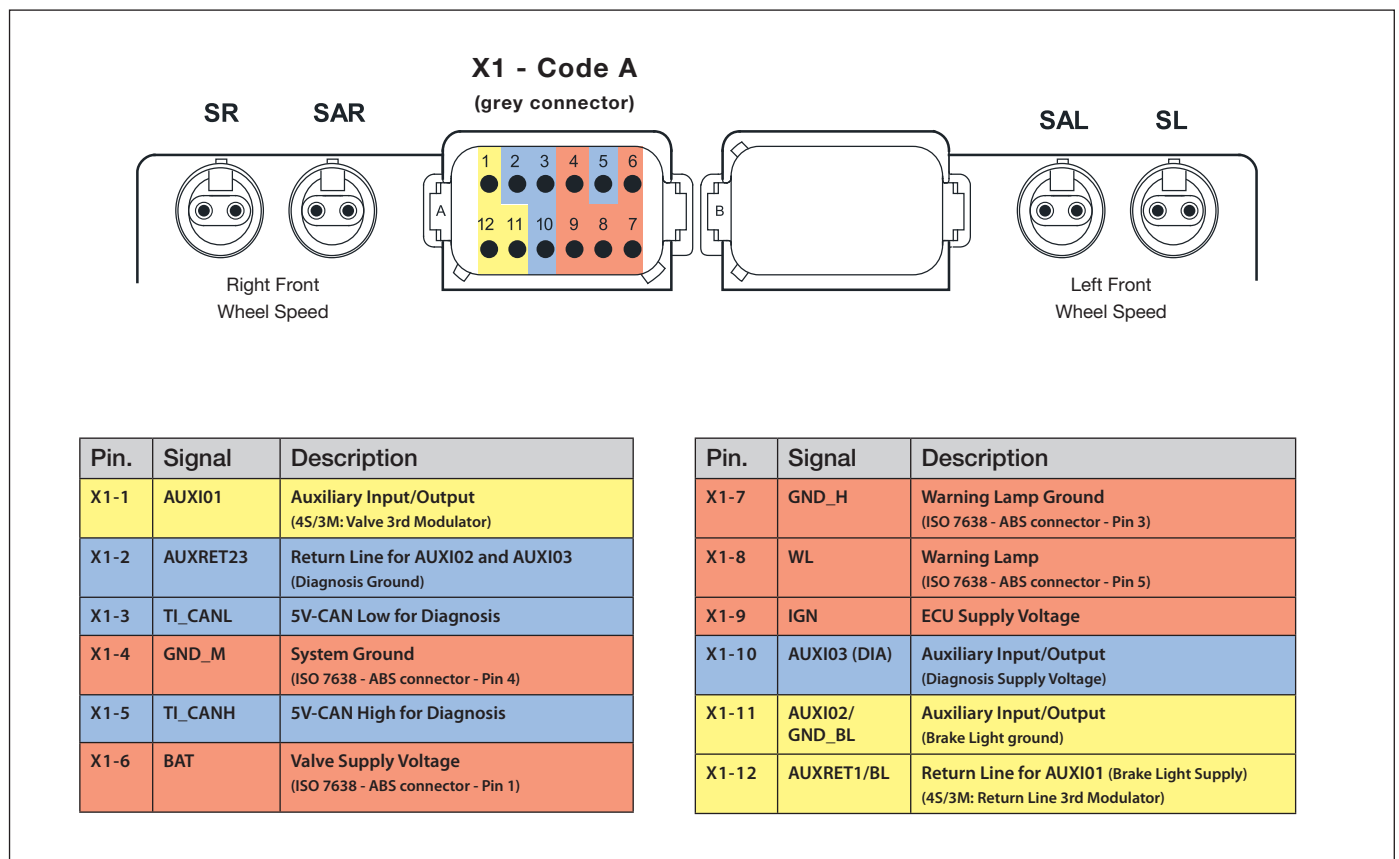 X1 - Code A
(grey connector)
SR SAR
SAL SL
1 2 3 4 5 6
A
B
12 11 10 9 8 7
Right Front
Wheel Speed
Left Front
Wheel Speed
Pin. Signal Description
X1-1 AUXI01 Auxiliary Input/Output
(4S/3M: Valve 3rd Modulator)
X1-2 AUXRET23 Return Line for AUXI02 and AUXI03
(Diagnosis Ground)
X1-3 TI_CANL 5V-CAN Low for Diagnosis
X1-4 GND_M System Ground
(ISO 7638 - ABS connector - Pin 4)
X1-5 TI_CANH 5V-CAN High for Diagnosis
X1-6 BAT Valve Supply Voltage
(ISO 7638 - ABS connector - Pin 1)
Pin. Signal Description
X1-7 GND_H Warning Lamp Ground
(ISO 7638 - ABS connector - Pin 3)
X1-8 WL Warning Lamp
(ISO 7638 - ABS connector - Pin 5)
X1-9 IGN ECU Supply Voltage
X1-10 AUXI03 (DIA) Auxiliary Input/Output
(Diagnosis Supply Voltage)
X1-11 AUXI02/ Auxiliary Input/Output
GND_BL (Brake Light ground)
X1-12 AUXRET1/BL Return Line for AUXI01 (Brake Light Supply)
(4S/3M: Return Line 3rd Modulator)